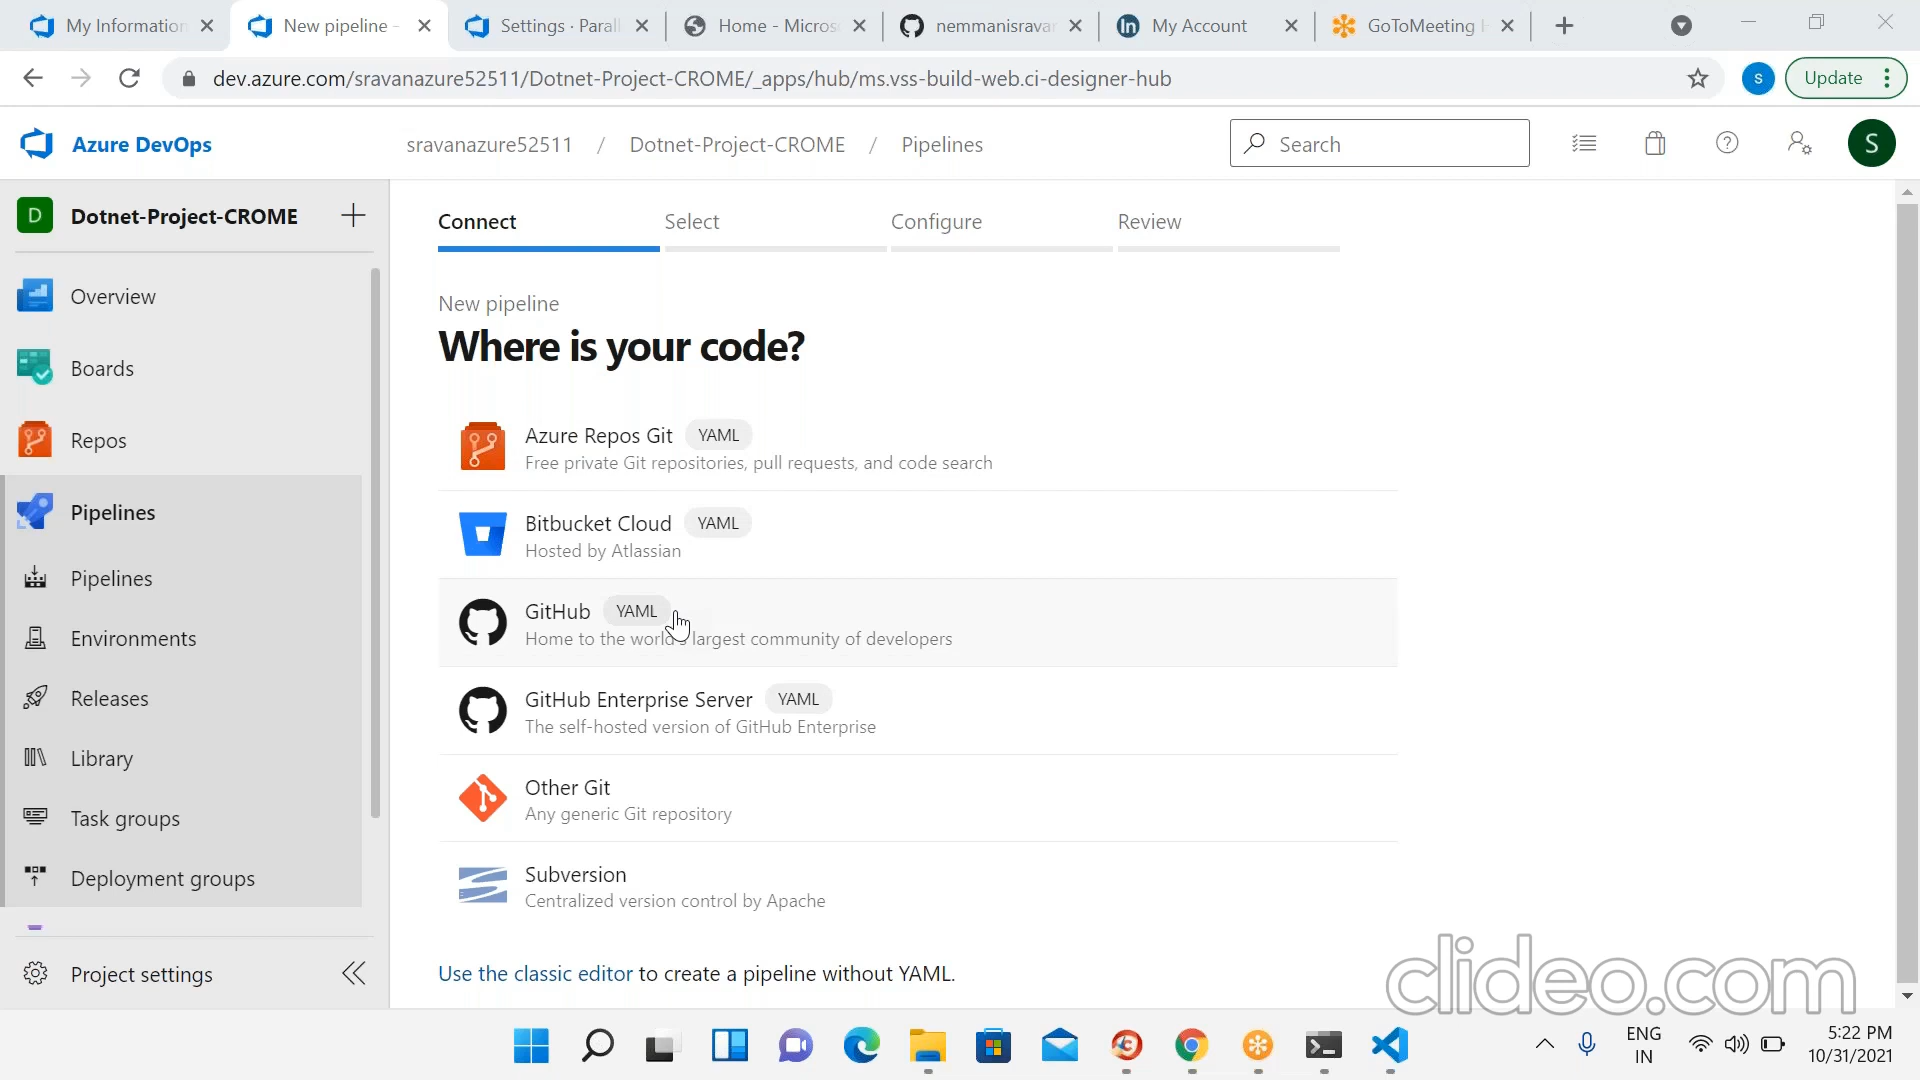 My Information
New pipeline -
Settings · Parall
Home - Micros
nemmanisravar
My Account
GoToMeeting H
dev.azure.com/sravanazure52511/Dotnet-Project-CROME/_apps/hub/ms.vss-build-web.ci-designer-hub
s
Update
Azure DevOps
sravanazure52511 / Dotnet-Project-CROME / Pipelines
Search
S
D Dotnet-Project-CROME
Overview
Boards
Repos
Pipelines
Pipelines
Environments
Releases
Library
Task groups
Deployment groups
Project settings
Connect
Select
Configure
Review
New pipeline
Where is your code?
Azure Repos Git YAML
Free private Git repositories, pull requests, and code search
Bitbucket Cloud YAML
Hosted by Atlassian
GitHub YAML
Home to the world's largest community of developers
GitHub Enterprise Server YAML
The self-hosted version of GitHub Enterprise
Other Git
Any generic Git repository
Subversion
Centralized version control by Apache
Use the classic editor to create a pipeline without YAML.
clideo.com
ENG
IN
5:22 PM
10/31/2021